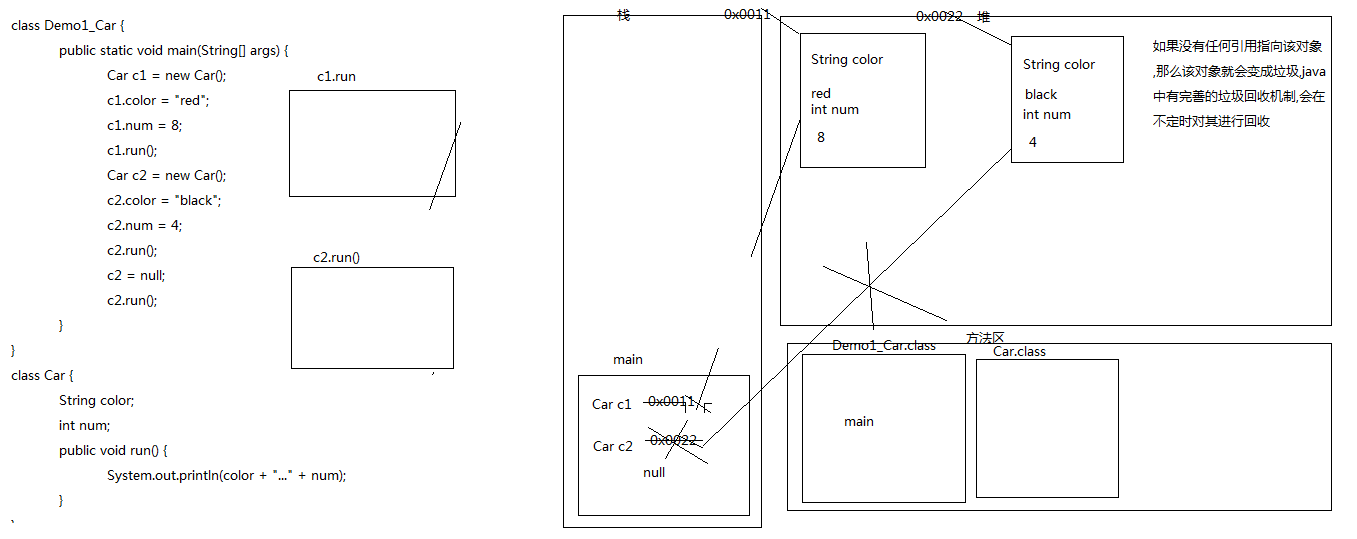 class Demo1_Car {
public static void main(String[] args) {
Car c1 = new Car();
c1.color = "red";
c1.num = 8;
c1.run();
Car c2 = new Car();
c2.color = "black";
c2.num = 4;
c2.run();
c2 = null;
c2.run();
}
}
class Car {
String color;
int num;
public void run() {
System.out.println(color + "..." + num);
}
c1.run
c2.run()
栈
main
Car c1 0x0011
Car c2 0x0022
null
0x0011
0x0022 堆
String color
red
int num
8
String color
black
int num
4
如果没有任何引用指向该对象
,那么该对象就会变成垃圾,java
中有完善的垃圾回收机制,会在
不定时对其进行回收
方法区
Demo1_Car.class
main
Car.class